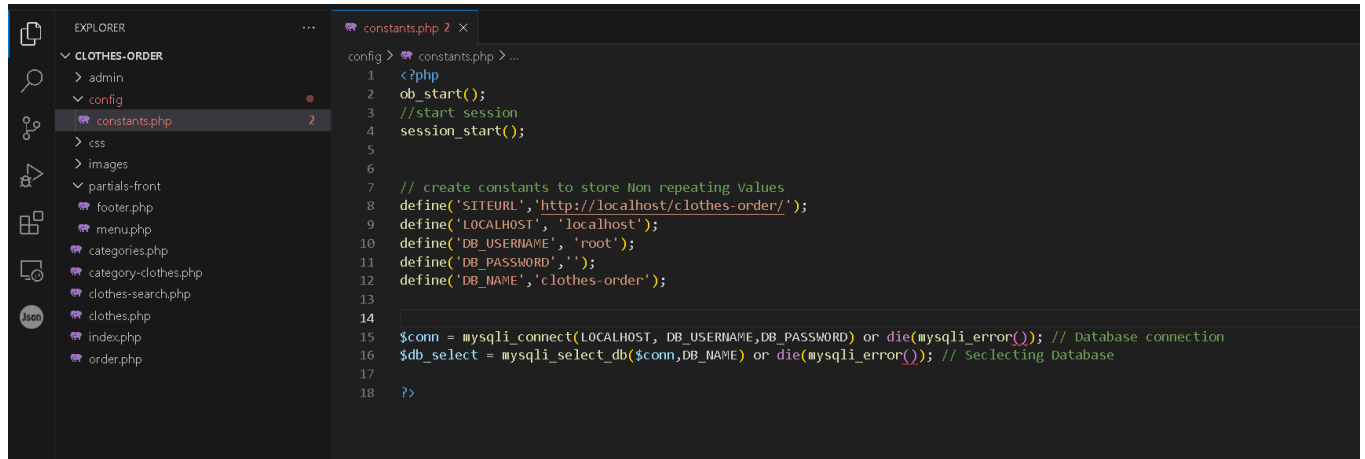 EXPLORER
...
CLOTHES-ORDER
admin
config
constants.php 2
css
images
partials-front
footer.php
menu.php
categories.php
category-clothes.php
clothes-search.php
clothes.php
index.php
order.php
Json
constants.php 2 ×
config > constants.php > ...
1 <?php
2 ob_start();
3 //start session
4 session_start();
5
6
7 // create constants to store Non repeating Values
8 define('SITEURL','http://localhost/clothes-order/');
9 define('LOCALHOST', 'localhost');
10 define('DB_USERNAME', 'root');
11 define('DB_PASSWORD','');
12 define('DB_NAME','clothes-order');
13
14
15 $conn = mysqli_connect(LOCALHOST, DB_USERNAME,DB_PASSWORD) or die(mysqli_error()); // Database connection
16 $db_select = mysqli_select_db($conn,DB_NAME) or die(mysqli_error()); // Seclecting Database
17
18 ?>